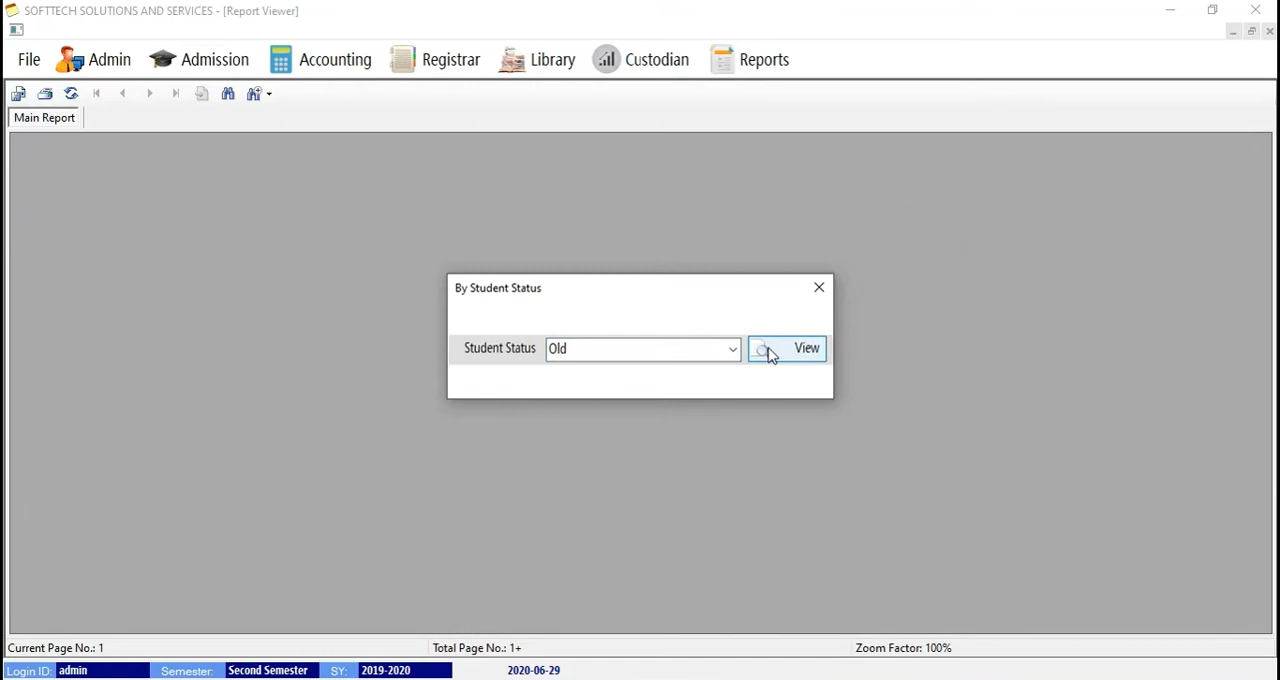 SOFTTECH SOLUTIONS AND SERVICES - [Report Viewer]
File Admin Admission Accounting Registrar Library Custodian Reports
Main Report
By Student Status
Student Status Old View
Current Page No.: 1 Total Page No.: 1+ Zoom Factor: 100%
Login ID: admin Semester: Second Semester SY: 2019-2020 2020-06-29